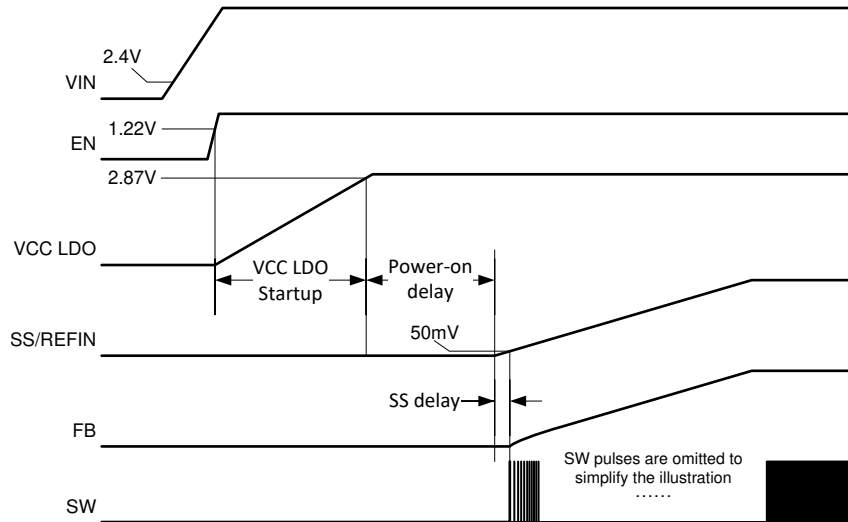 2.4V
VIN
1.22V
EN
2.87V
VCC LDO
VCC LDO
Startup
Power-on
delay
50mV
SS/REFIN
SS delay
FB
SW pulses are omitted to
simplify the illustration
......
SW